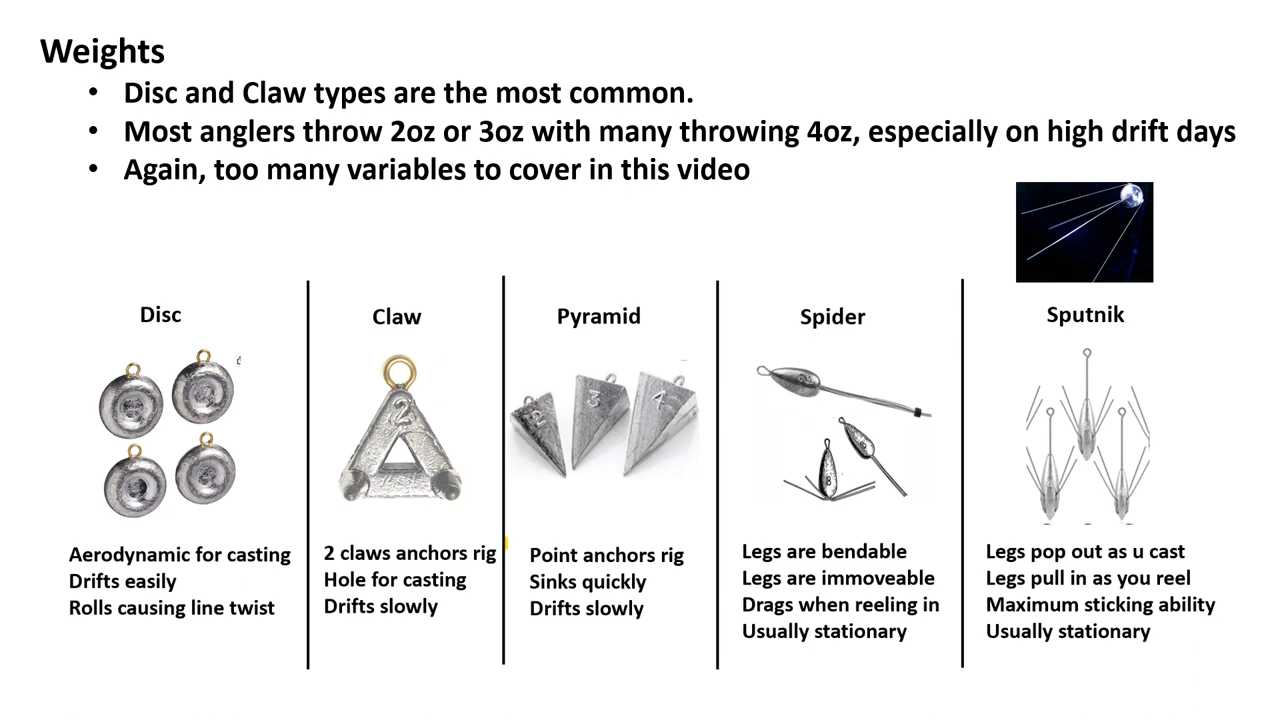 Weights
• Disc and Claw types are the most common.
• Most anglers throw 2oz or 3oz with many throwing 4oz, especially on high drift days
• Again, too many variables to cover in this video
Disc
Claw
Pyramid
Spider
Sputnik
2
2
3
8
Aerodynamic for casting
Drifts easily
Rolls causing line twist
2 claws anchors rig
Hole for casting
Drifts slowly
Point anchors rig
Sinks quickly
Drifts slowly
Legs are bendable
Legs are immoveable
Drags when reeling in
Usually stationary
Legs pop out as u cast
Legs pull in as you reel
Maximum sticking ability
Usually stationary